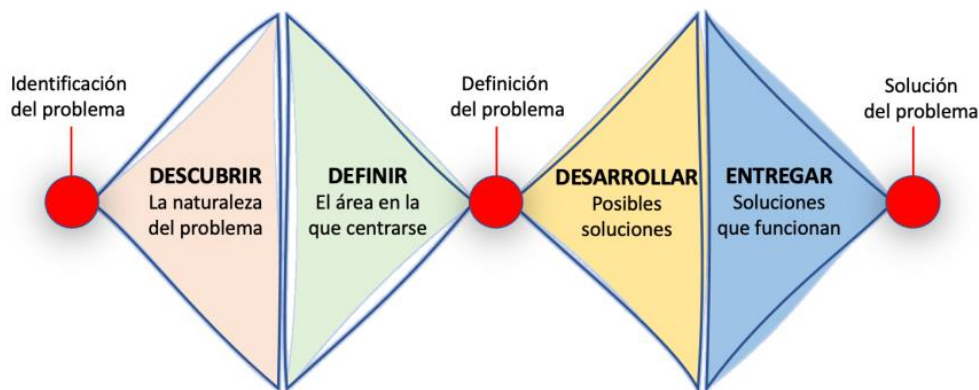 Identificación
del problema
Definición
del problema
Solución
del problema
DESCUBRIR
La naturaleza
del problema
DEFINIR
El área en la
que centrarse
DESARROLLAR
Posibles
soluciones
ENTREGAR
Soluciones
que funcionan